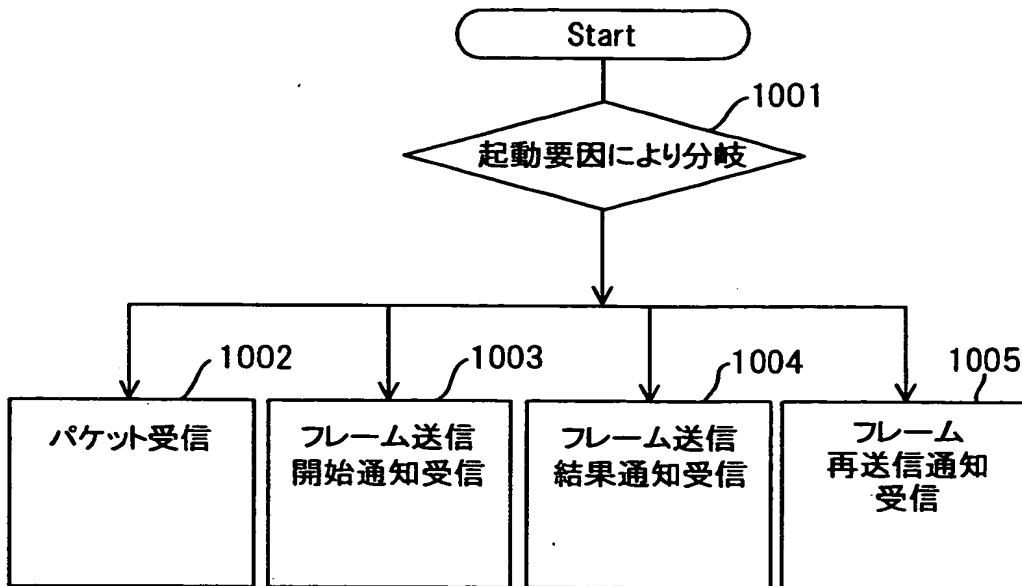 Start
1001
起動要因により分岐
1002
1003
1004
1005
パケット受信
フレーム送信
開始通知受信
フレーム送信
結果通知受信
フレーム
再送信通知
受信